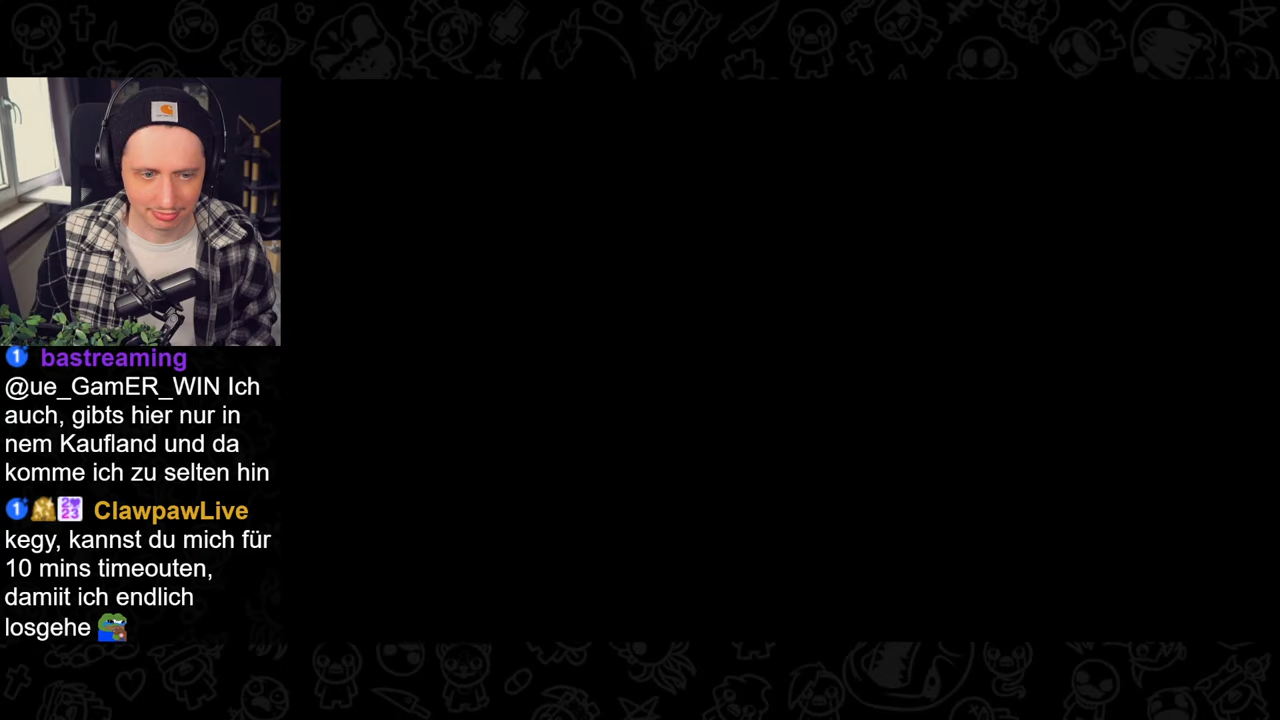 bastreaming
@ue_GamER_WIN Ich
auch, gibts hier nur in
nem Kaufland und da
komme ich zu selten hin
ClawpawLive
kegy, kannst du mich für
10 mins timeouten,
damiit ich endlich
losgehe